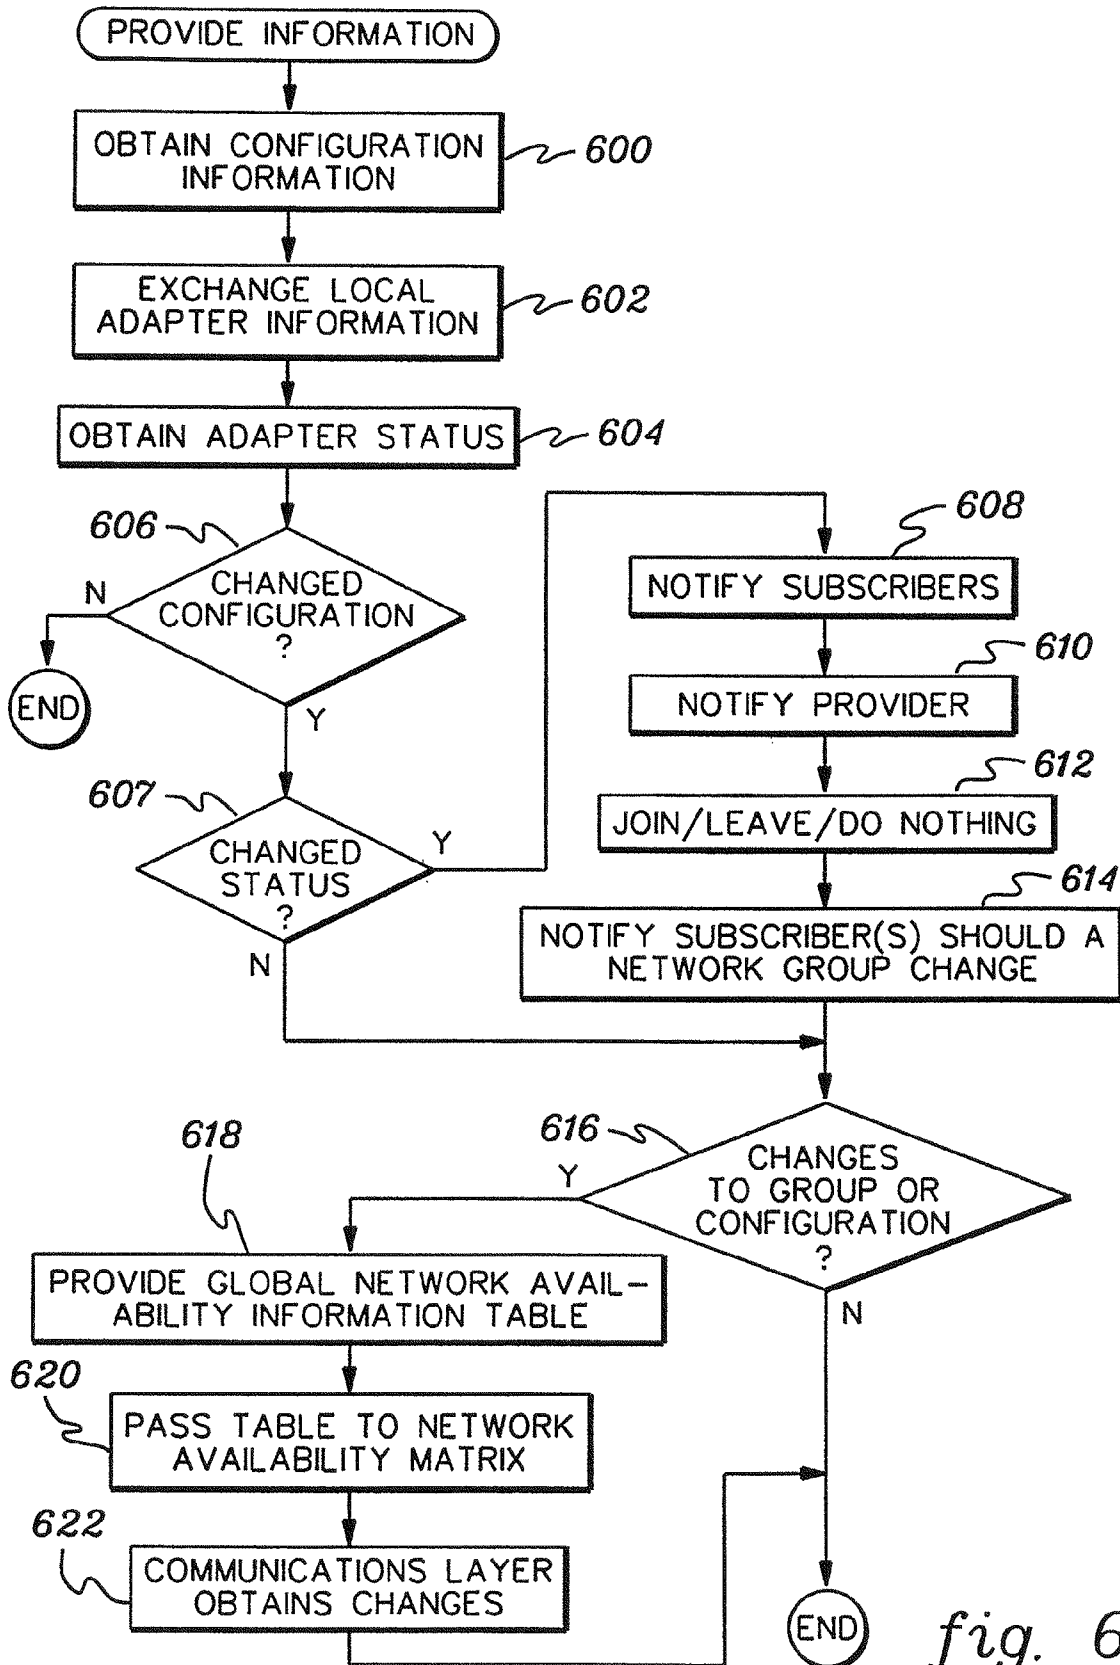 PROVIDE INFORMATION
OBTAIN CONFIGURATION
INFORMATION
600
EXCHANGE LOCAL
ADAPTER INFORMATION
602
OBTAIN ADAPTER STATUS
604
606
CHANGED
CONFIGURATION
?
N
END
Y
607
CHANGED
STATUS
?
Y
N
608
NOTIFY SUBSCRIBERS
610
NOTIFY PROVIDER
612
JOIN/LEAVE/DO NOTHING
614
NOTIFY SUBSCRIBER(S) SHOULD A
NETWORK GROUP CHANGE
616
CHANGES
TO GROUP OR
CONFIGURATION
?
Y
N
618
PROVIDE GLOBAL NETWORK AVAIL-
ABILITY INFORMATION TABLE
620
PASS TABLE TO NETWORK
AVAILABILITY MATRIX
622
COMMUNICATIONS LAYER
OBTAINS CHANGES
END
fig. 6